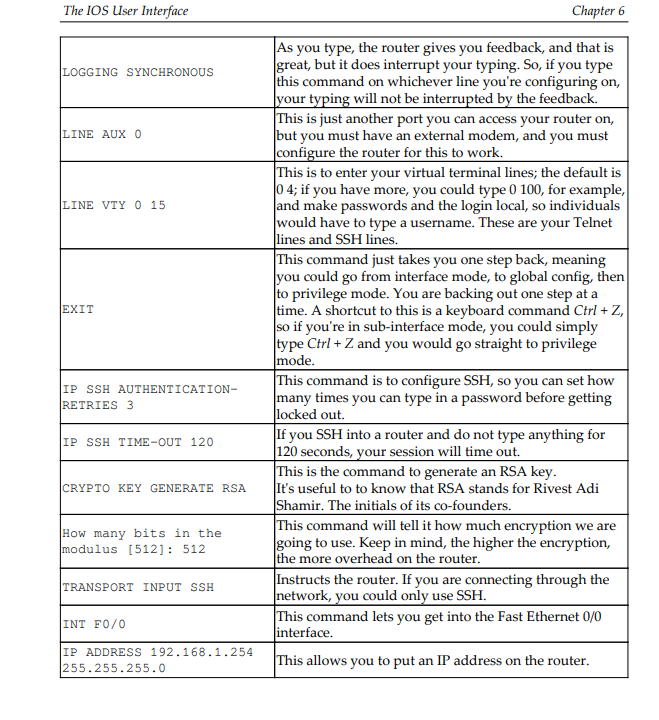 The IOS User Interface
Chapter 6
LOGGING SYNCHRONOUS
As you type, the router gives you feedback, and that is
great, but it does interrupt your typing. So, if you type
this command on whichever line you're configuring on,
your typing will not be interrupted by the feedback.
LINE AUX 0
This is just another port you can access your router on,
but you must have an external modem, and you must
configure the router for this to work.
LINE VTY 0 15
This is to enter your virtual terminal lines; the default is
0 4; if you have more, you could type 0 100, for example,
and make passwords and the login local, so individuals
would have to type a username. These are your Telnet
lines and SSH lines.
EXIT
This command just takes you one step back, meaning
you could go from interface mode, to global config, then
to privilege mode. You are backing out one step at a
time. A shortcut to this is a keyboard command Ctrl + Z,
so if you're in sub-interface mode, you could simply
type Ctrl + Z and you would go straight to privilege
mode.
IP SSH AUTHENTICATION-
RETRIES 3
This command is to configure SSH, so you can set how
many times you can type in a password before getting
locked out.
IP SSH TIME-OUT 120
If you SSH into a router and do not type anything for
120 seconds, your session will time out.
CRYPTO KEY GENERATE RSA
This is the command to generate an RSA key.
It's useful to to know that RSA stands for Rivest Adi
Shamir. The initials of its co-founders.
How many bits in the
modulus [512]: 512
This command will tell it how much encryption we are
going to use. Keep in mind, the higher the encryption,
the more overhead on the router.
TRANSPORT INPUT SSH
Instructs the router. If you are connecting through the
network, you could only use SSH.
INT F0/0
This command lets you get into the Fast Ethernet 0/0
interface.
IP ADDRESS 192.168.1.254
255.255.255.0
This allows you to put an IP address on the router.